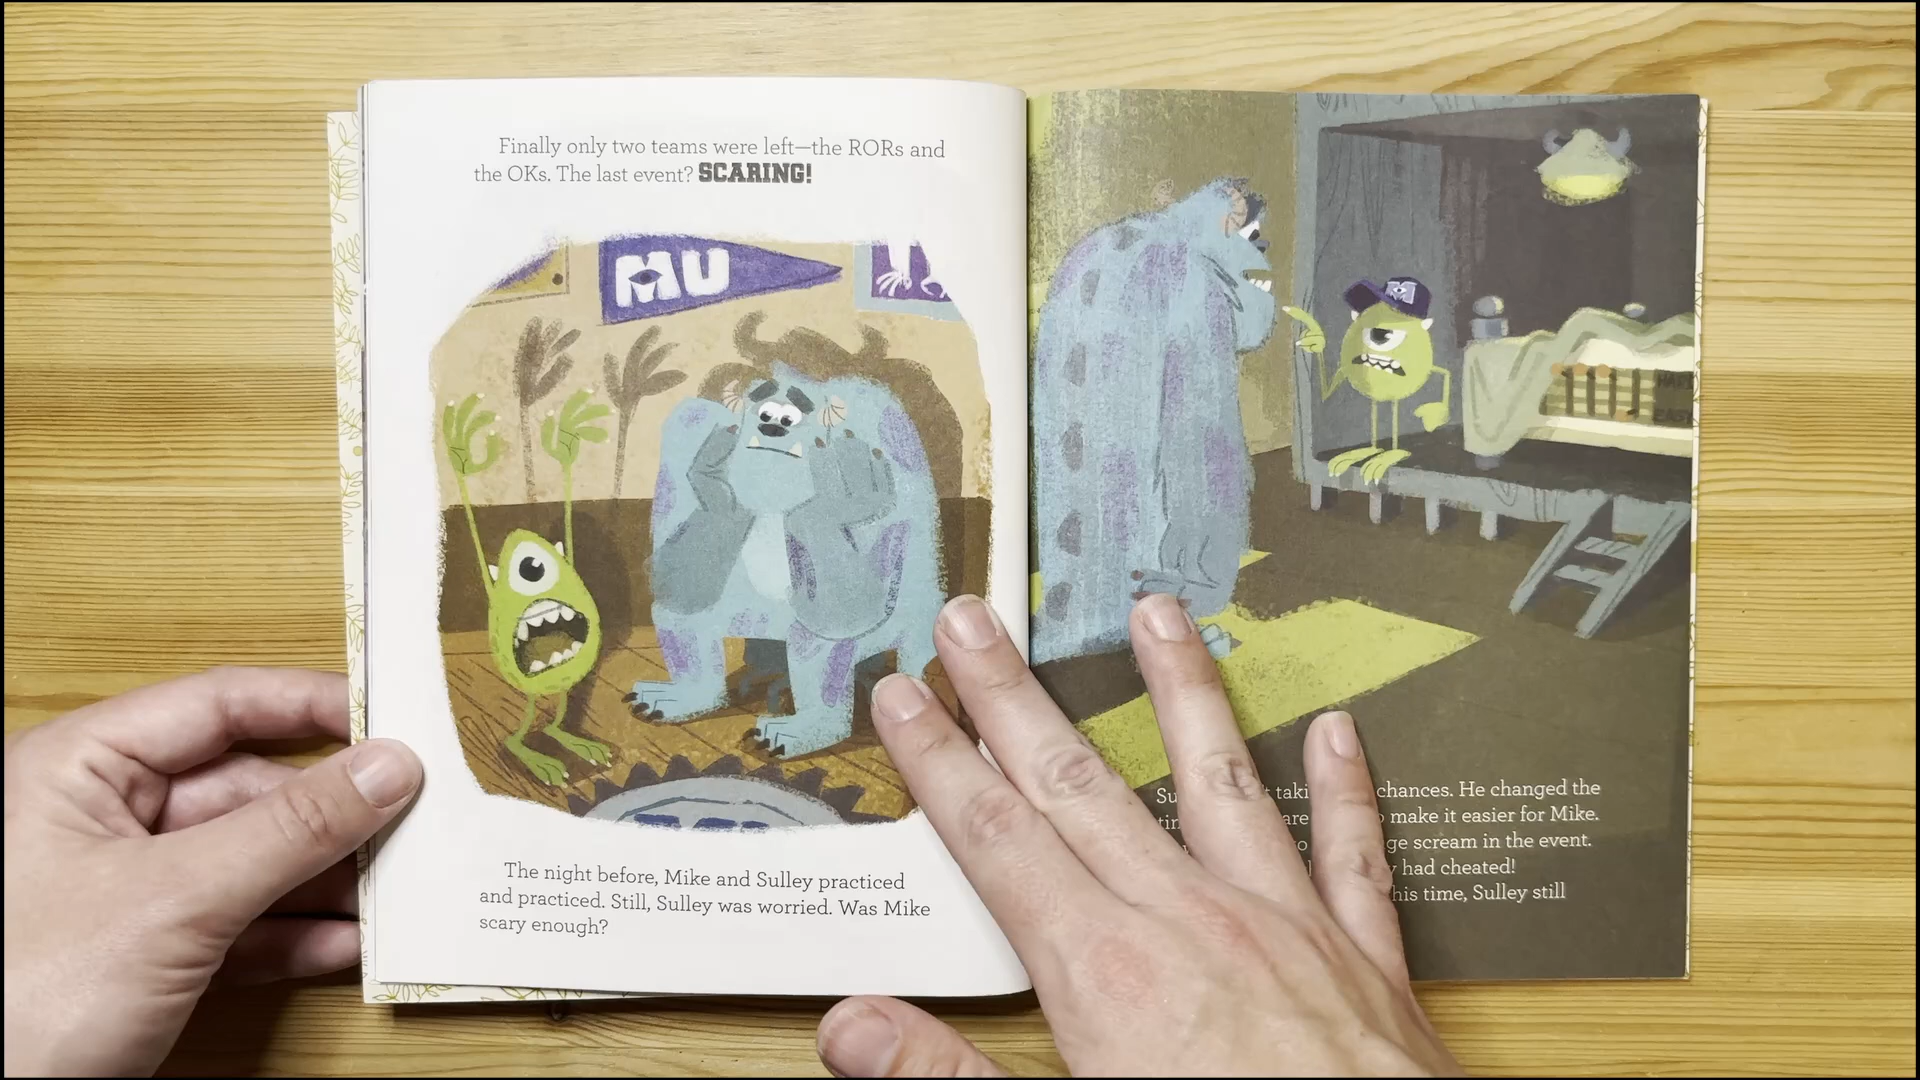 Finally only two teams were left—the RORs and
the OKs. The last event? SCARING!
MU
The night before, Mike and Sulley practiced
and practiced. Still, Sulley was worried. Was Mike
scary enough?
M
HARD
EASY
chances. He changed the
make it easier for Mike.
scream in the event.
had cheated!
his time, Sulley still